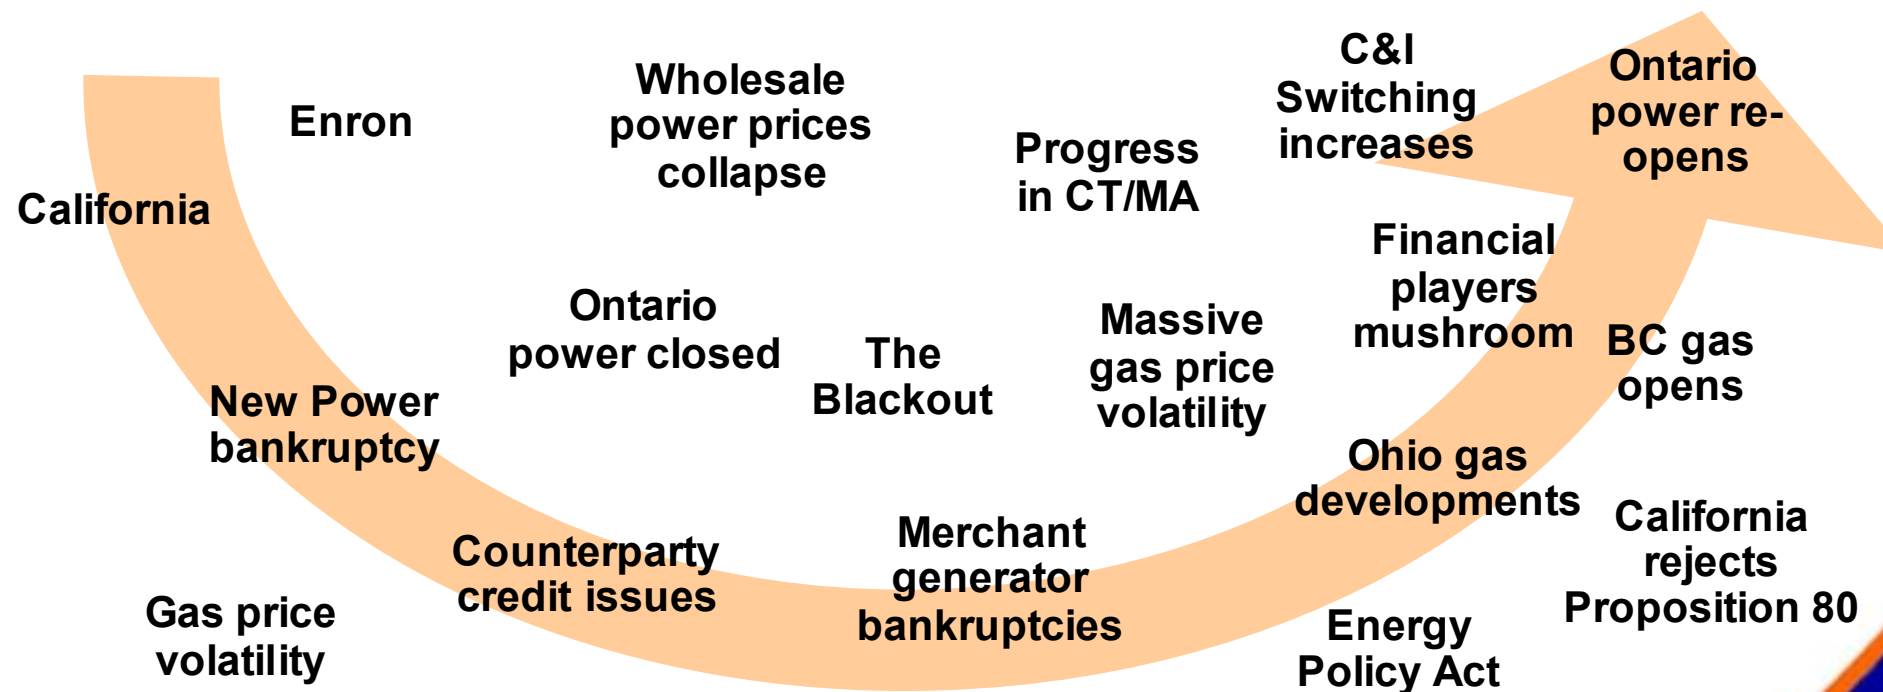 California
Enron
Wholesale
power prices
collapse
Progress
in CT/MA
C&I
Switching
increases
Ontario
power re-
opens
New Power
bankruptcy
Ontario
power closed
The
Blackout
Massive
gas price
volatility
Financial
players
mushroom
BC gas
opens
Gas price
volatility
Counterparty
credit issues
Merchant
generator
bankruptcies
Ohio gas
developments
Energy
Policy Act
California
rejects
Proposition 80